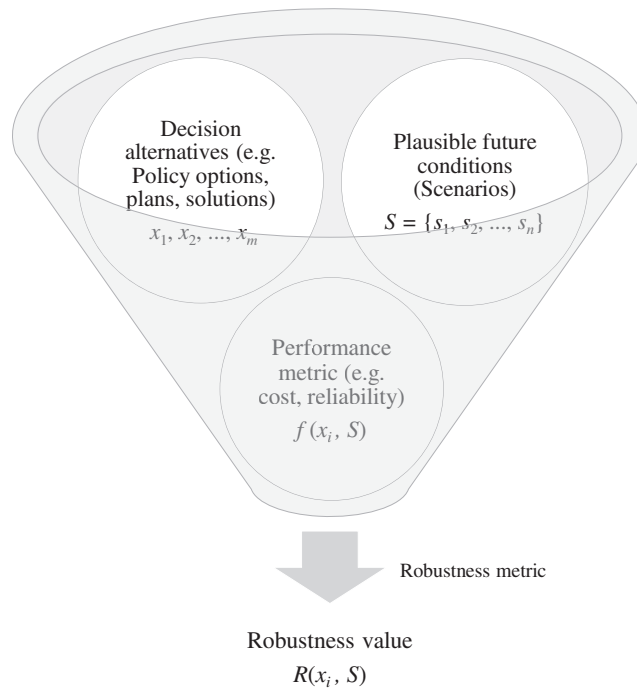 Decision
alternatives (e.g.
Policy options,
plans, solutions)
x₁, x₂, ..., xₘ
Plausible future
conditions
(Scenarios)
S = {s₁, s₂, ..., sₙ}
Performance
metric (e.g.
cost, reliability)
f (xᵢ, S)
Robustness metric
Robustness value
R(xᵢ, S)